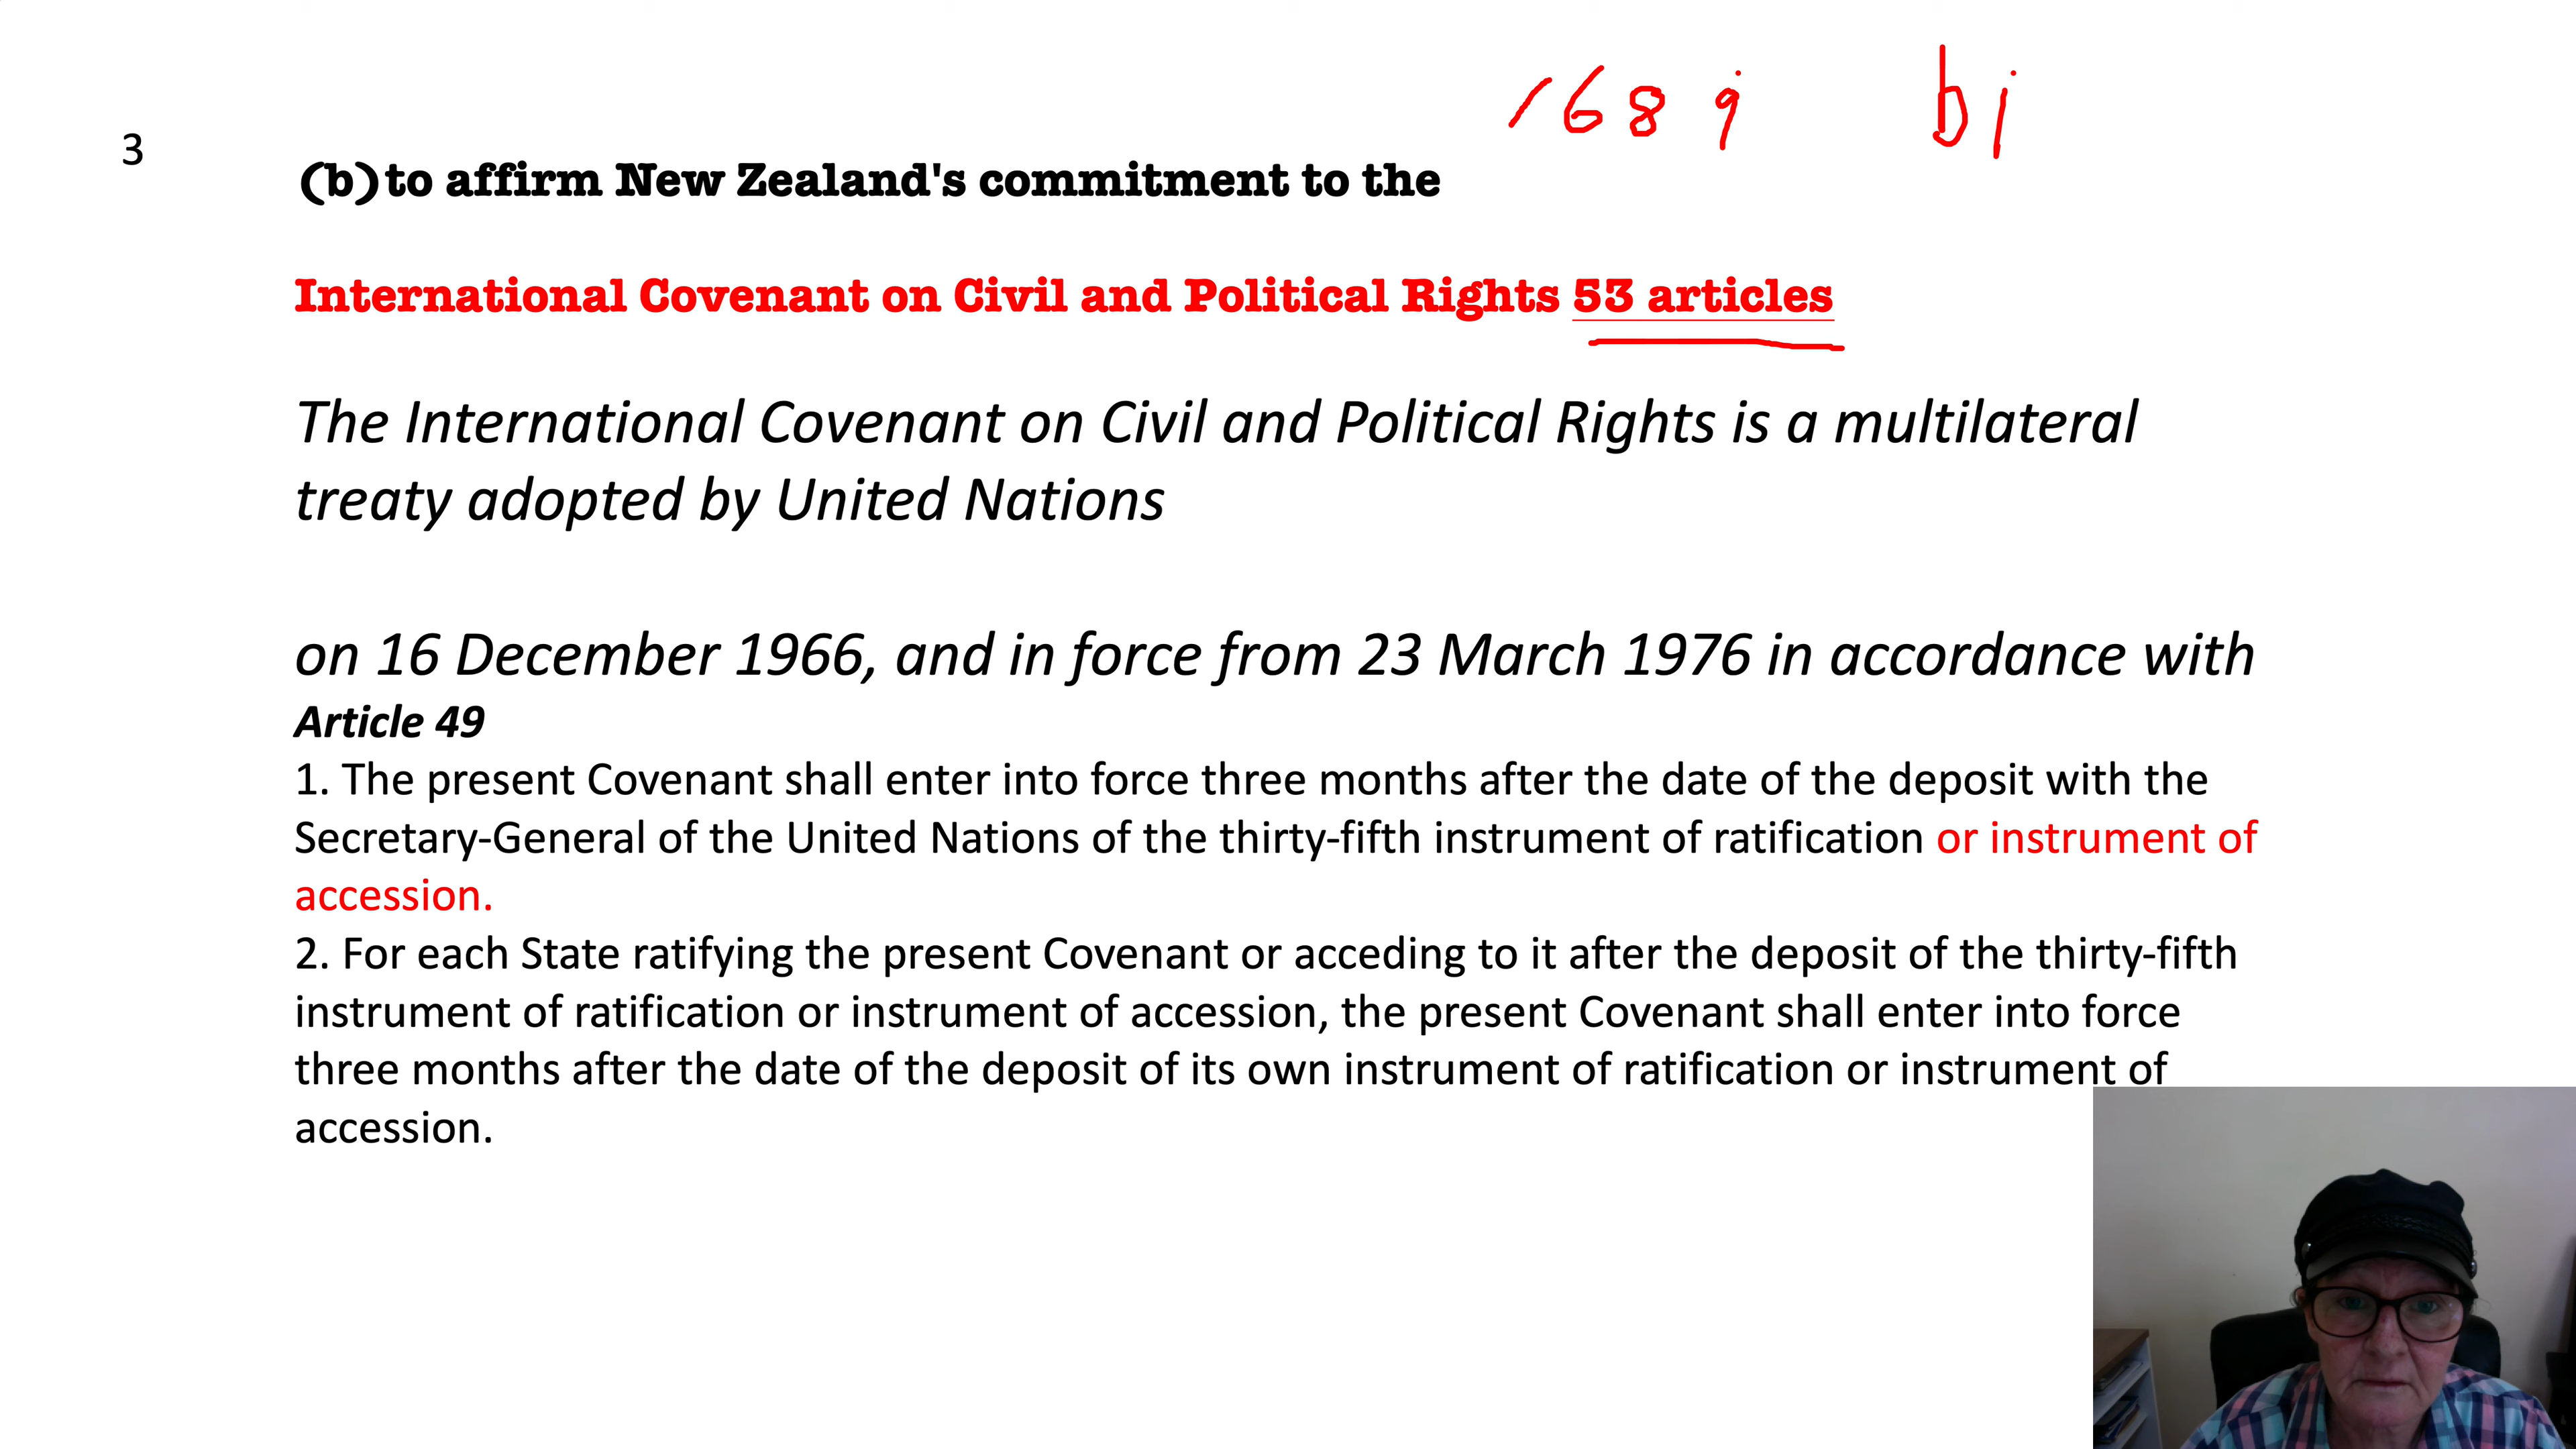 1689 bj
3
(b) to affirm New Zealand's commitment to the
International Covenant on Civil and Political Rights 53 articles
The International Covenant on Civil and Political Rights is a multilateral
treaty adopted by United Nations
on 16 December 1966, and in force from 23 March 1976 in accordance with
Article 49
1. The present Covenant shall enter into force three months after the date of the deposit with the
Secretary-General of the United Nations of the thirty-fifth instrument of ratification or instrument of
accession.
2. For each State ratifying the present Covenant or acceding to it after the deposit of the thirty-fifth
instrument of ratification or instrument of accession, the present Covenant shall enter into force
three months after the date of the deposit of its own instrument of ratification or instrument of
accession.